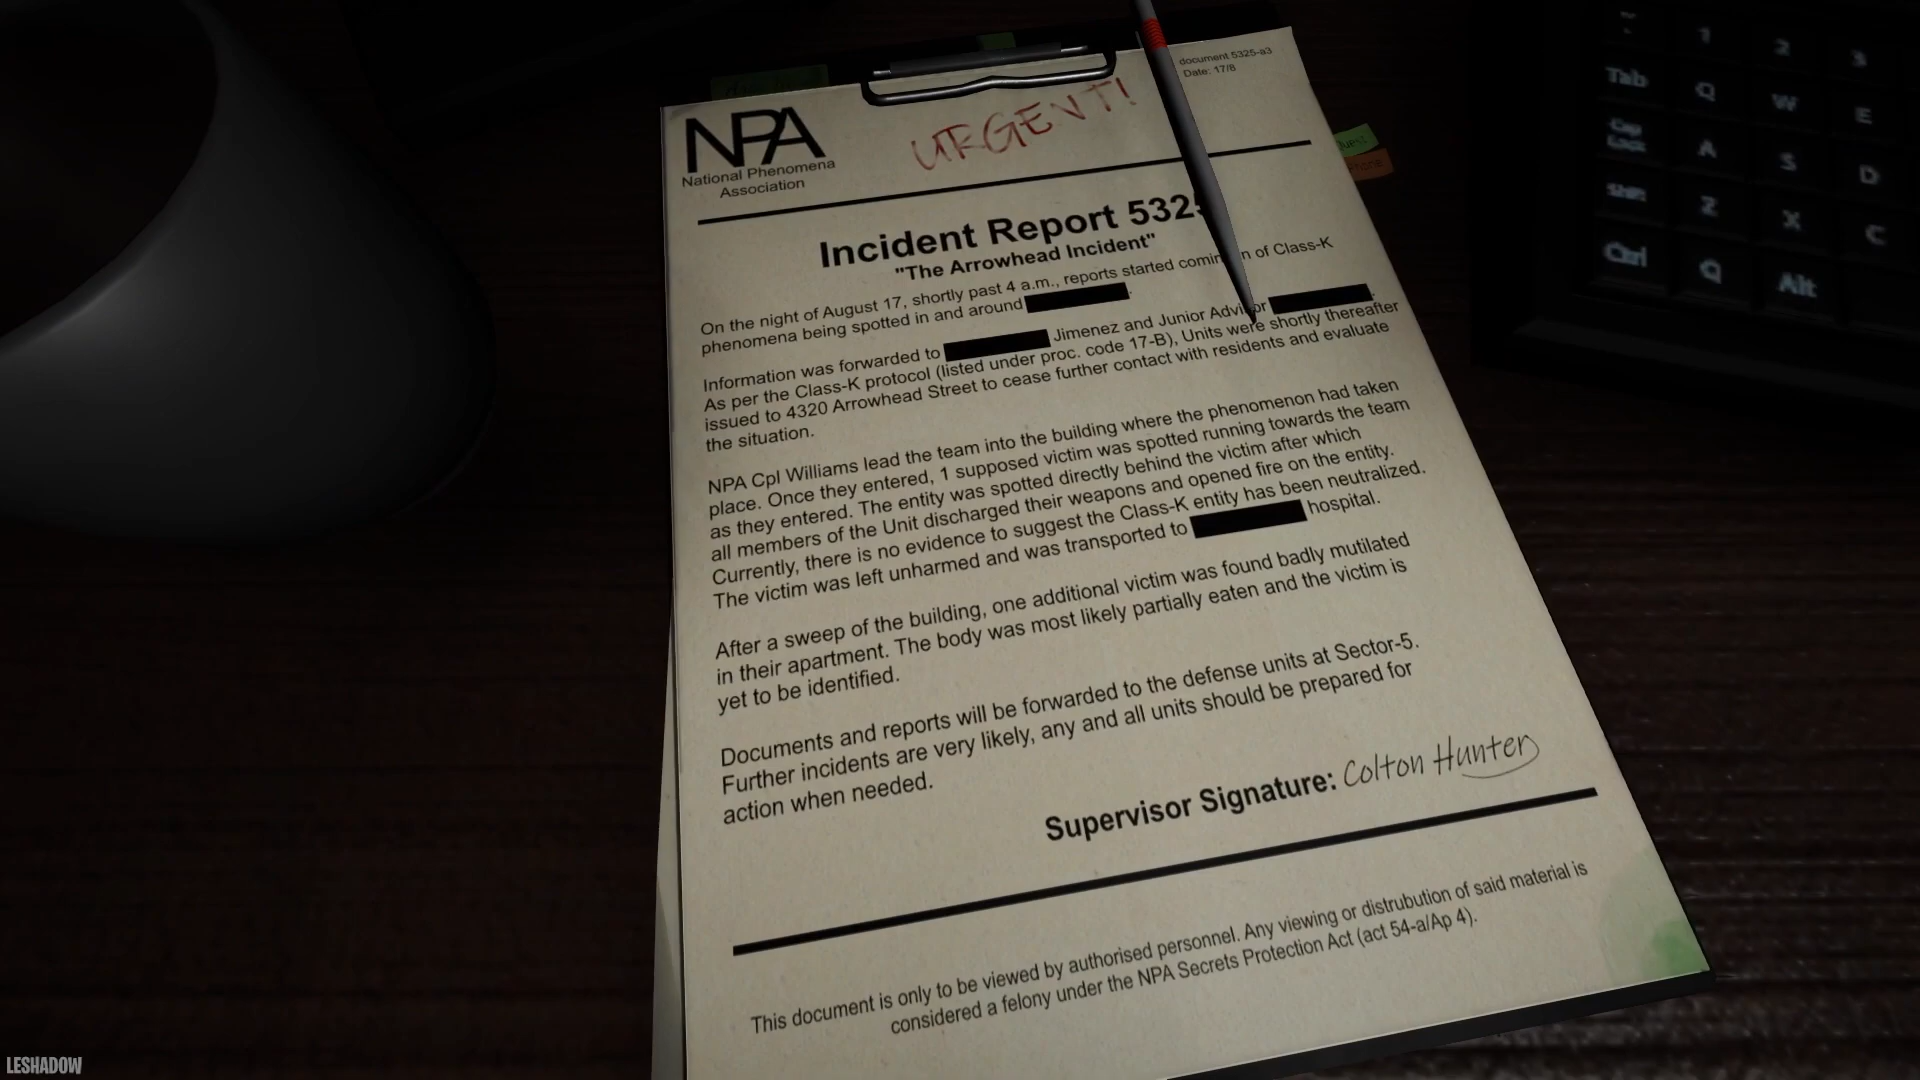 document 5325-a3
Date: 17/8
URGENT!
NPA
National Phenomena
Association
Incident Report 532
"The Arrowhead Incident"
On the night of August 17, shortly past 4 a.m., reports started of Class-K
phenomena being spotted in and around .
Information was forwarded to Jimenez and Junior .
As per the Class-K protocol (listed under proc. code 17-B), Units were shortly thereafter
issued to 4320 Arrowhead Street to cease further contact with residents and evaluate
the situation.
NPA Cpl Williams lead the team into the building where the phenomenon had taken
place. Once they entered, 1 supposed victim was spotted running towards the team
as they entered. The entity was spotted directly behind the victim after which
all members of the Unit discharged their weapons and opened fire on the entity.
Currently, there is no evidence to suggest the Class-K entity has been neutralized.
The victim was left unharmed and was transported to hospital.
After a sweep of the building, one additional victim was found badly mutilated
in their apartment. The body was most likely partially eaten and the victim is
yet to be identified.
Documents and reports will be forwarded to the defense units at Sector-5.
Further incidents are very likely, any and all units should be prepared for
action when needed.
Supervisor Signature: Colton Hunter
This document is only to be viewed by authorised personnel. Any viewing or distrubution of said material is
considered a felony under the NPA Secrets Protection Act (act 54-a/Ap 4).
~ 1 2 3
Tab Q W E
Cap
Lock A S D
Shift Z X C
Ctrl Alt
LESHADOW